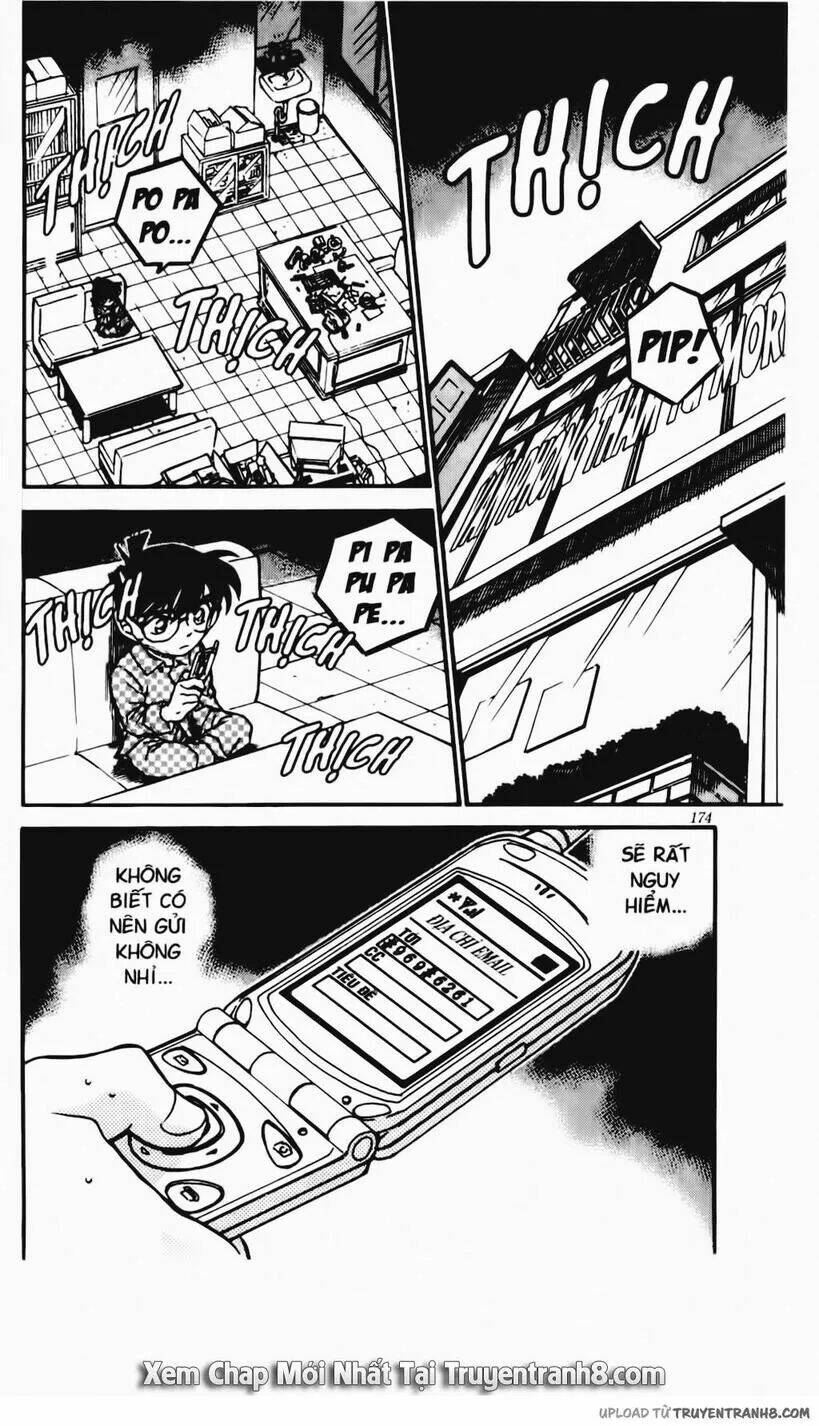 THỊCH
PIP!
THỊCH
PO PA
PO...
THỊCH
PI PA
PU PA
PE...
THỊCH
THỊCH
THỊCH
174
SẼ RẤT
NGUY
HIỂM...
ĐỊA CHỈ EMAIL
TỚI
#969#6261
CC
TIÊU ĐỀ
KHÔNG
BIẾT CÓ
NÊN GỬI
KHÔNG
NHỈ...
Xem Chap Mới Nhất Tại Truyentranh8.com
UPLOAD TỪ TRUYENTRANH8.COM